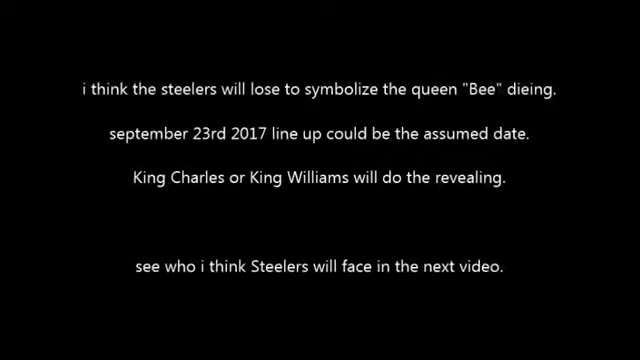 i think the steelers will lose to symbolize the queen "Bee" dieing.
september 23rd 2017 line up could be the assumed date.
King Charles or King Williams will do the revealing.
see who i think Steelers will face in the next video.